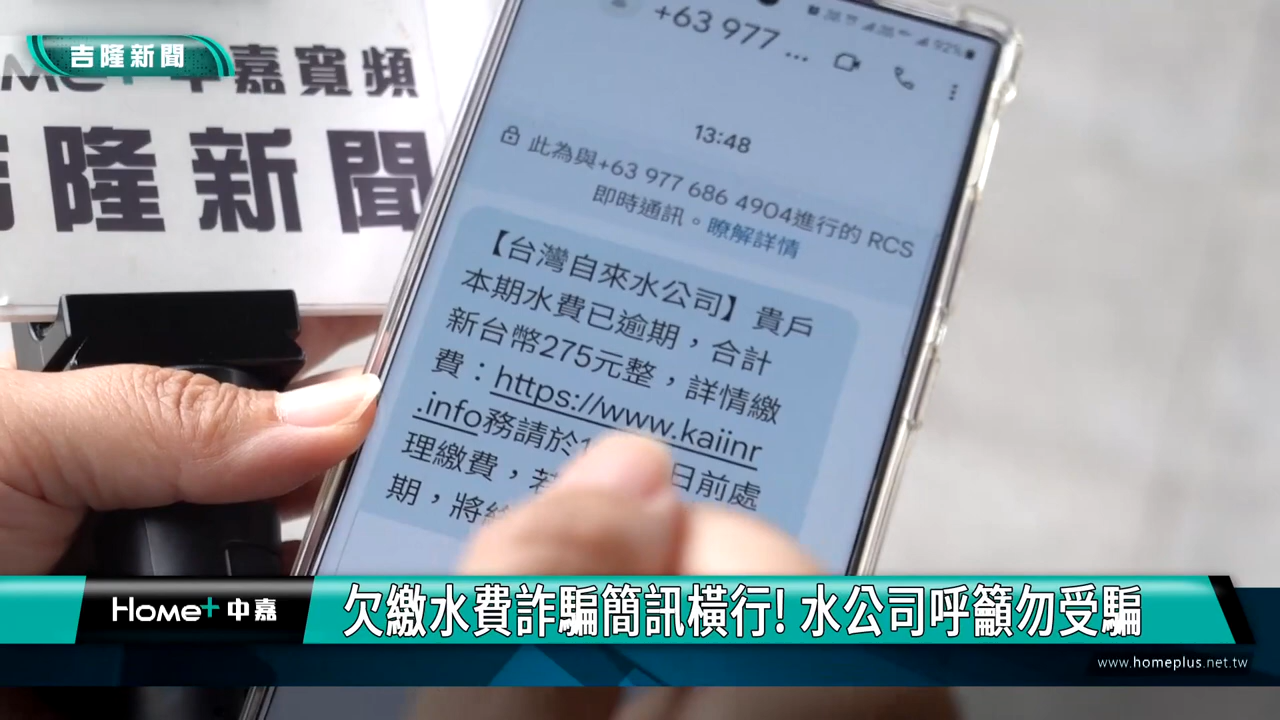 吉隆新聞
中嘉寬頻
隆新聞
+63 977 ...
92%
13:48
此為與+63 977 686 4904進行的 RCS
即時通訊。瞭解詳情
【台灣自來水公司】貴戶
本期水費已逾期，合計
新台幣275元整，詳情繳
費：https://www.kaiinr
.info務請於
日前處
理繳費，若
期，將
Home+ 中嘉
欠繳水費詐騙簡訊橫行! 水公司呼籲勿受騙
www.homeplus.net.tw